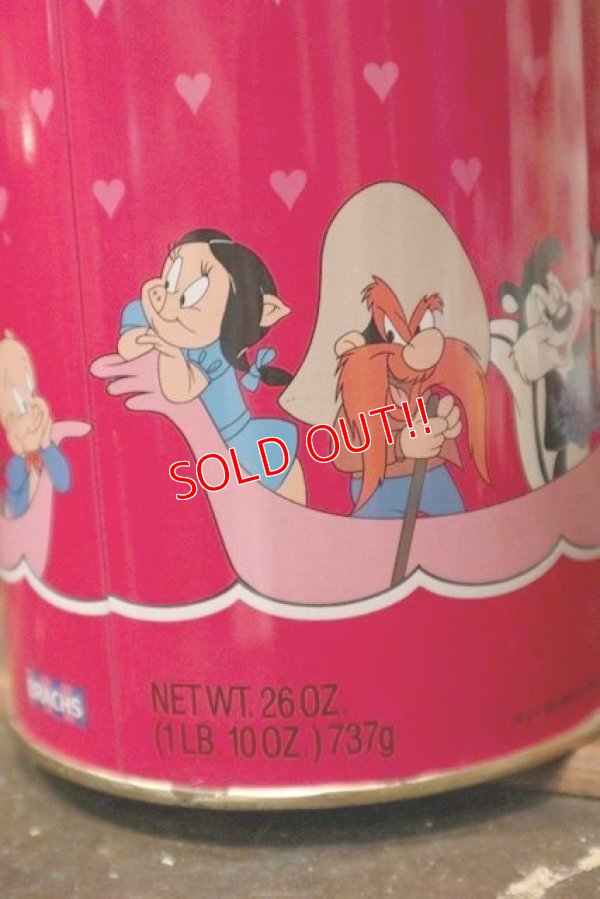 SOLD OUT!!
BRACHS
NET WT. 26 OZ.
(1 LB. 10 OZ.) 737g